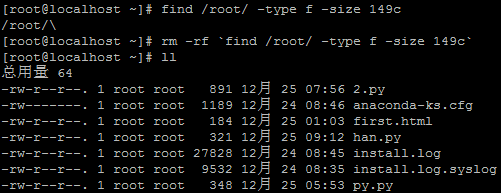 [root@localhost ~]# find /root/ -type f -size 149c
/root/\
[root@localhost ~]# rm -rf `find /root/ -type f -size 149c`
[root@localhost ~]# ll
总用量 64
-rw-r--r--. 1 root root   891 12月 25 07:56 2.py
-rw-------. 1 root root  1189 12月 24 08:46 anaconda-ks.cfg
-rw-r--r--. 1 root root   184 12月 25 01:03 first.html
-rw-r--r--. 1 root root   321 12月 25 09:12 han.py
-rw-r--r--. 1 root root 27828 12月 24 08:45 install.log
-rw-r--r--. 1 root root  9532 12月 24 08:35 install.log.syslog
-rw-r--r--. 1 root root   348 12月 25 05:53 py.py